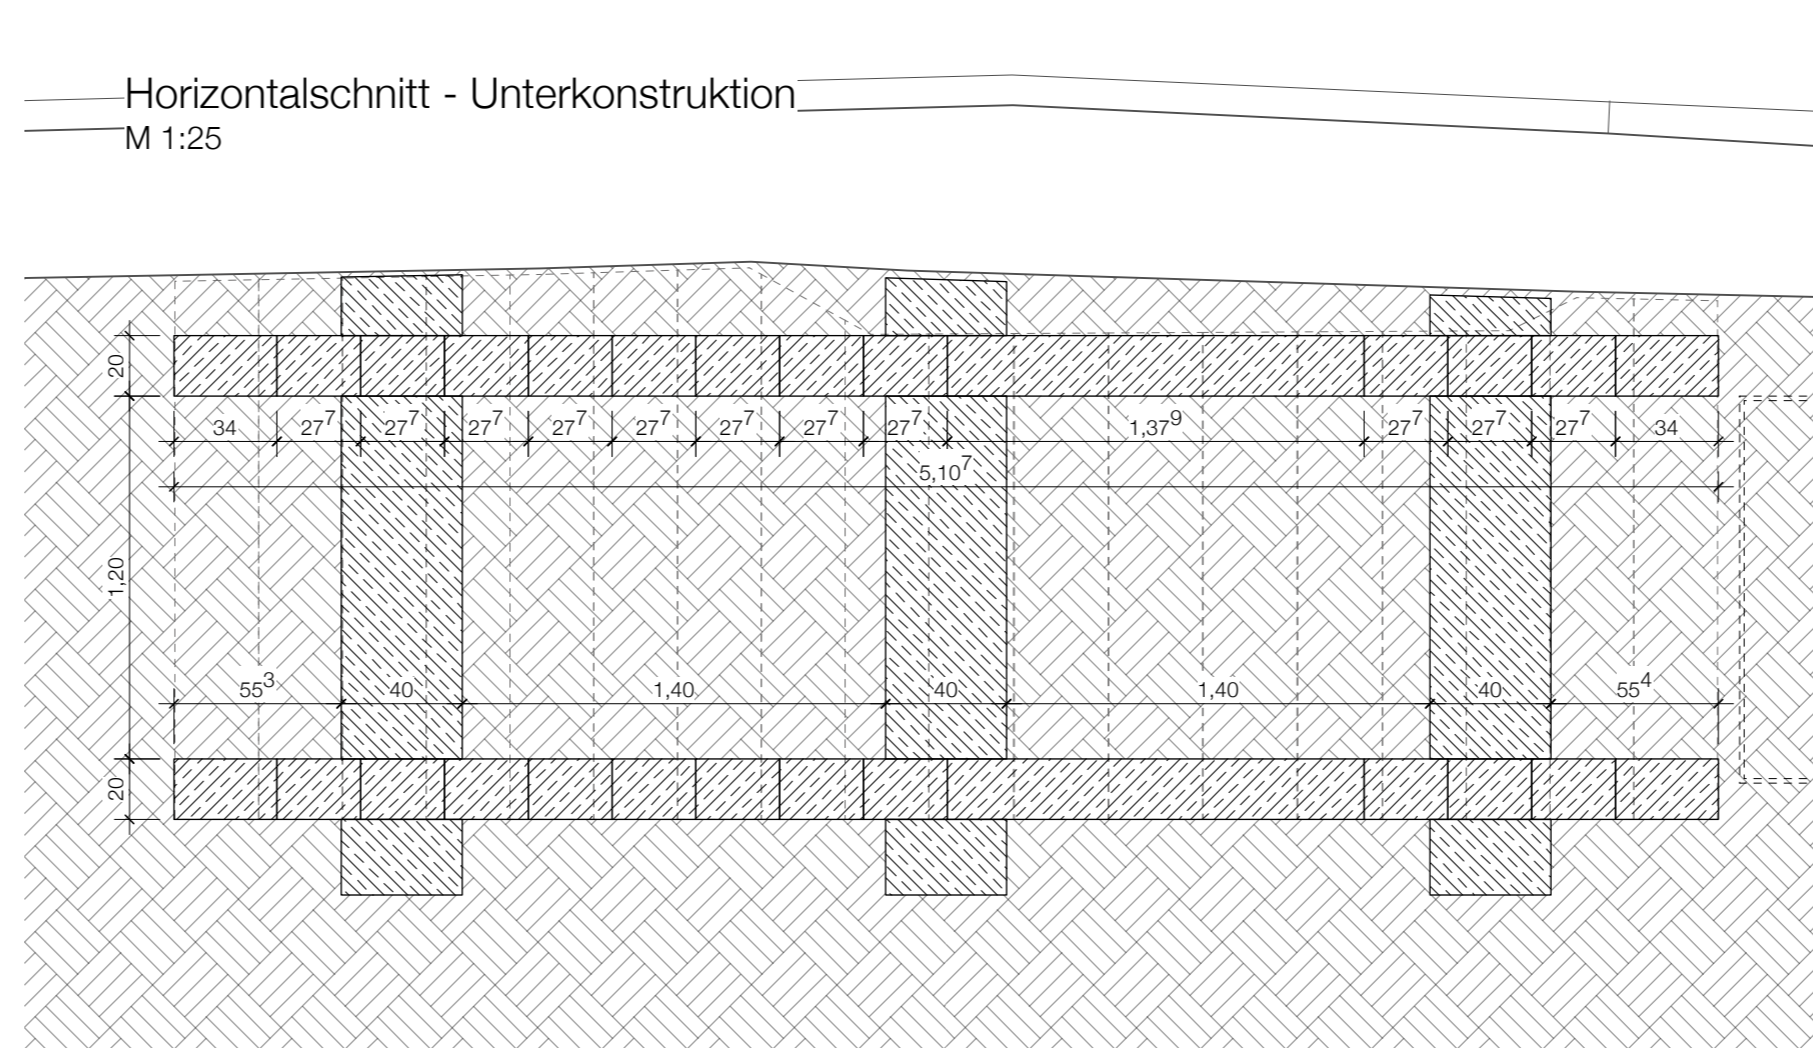 Horizontalschnitt - Unterkonstruktion
M 1:25
20
34 27⁷ 27⁷ 27⁷ 27⁷ 27⁷ 27⁷ 27⁷ 27⁷ 1,37⁹ 27⁷ 27⁷ 27⁷ 34
5,10⁷
1,20
55³ 40 1,40 40 1,40 40 55⁴
20